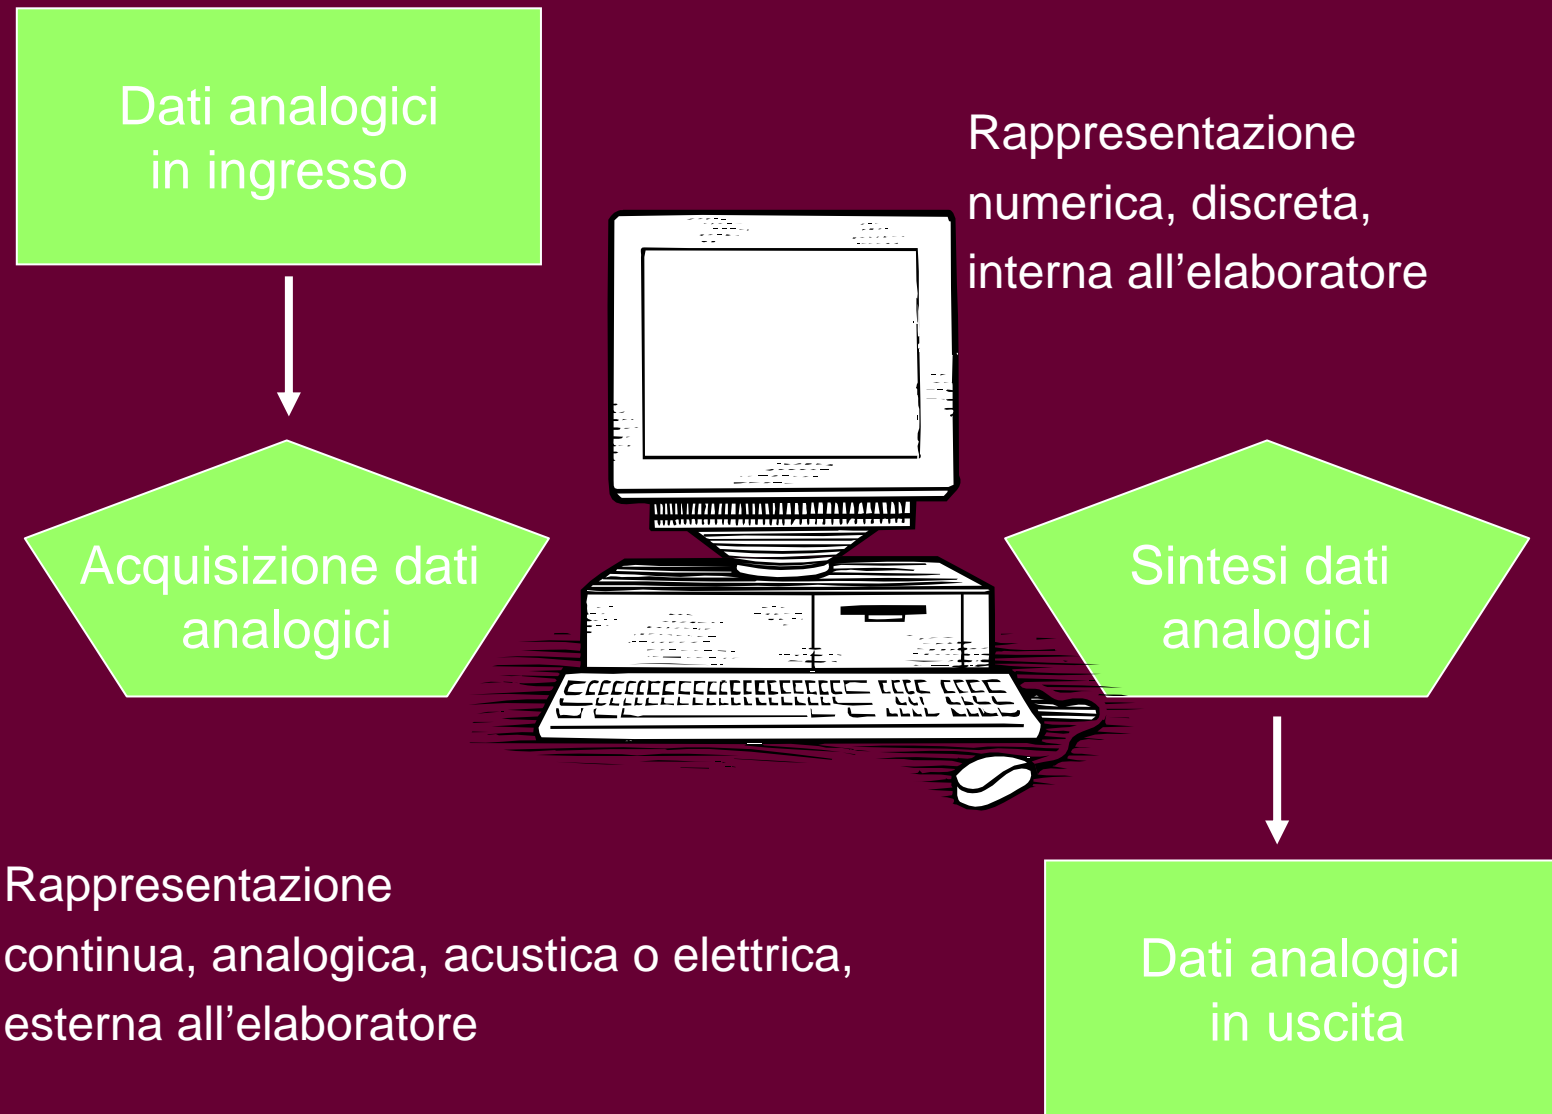 Dati analogici
in ingresso
Rappresentazione
numerica, discreta,
interna all’elaboratore
Acquisizione dati
analogici
Sintesi dati
analogici
Rappresentazione
continua, analogica, acustica o elettrica,
esterna all’elaboratore
Dati analogici
in uscita